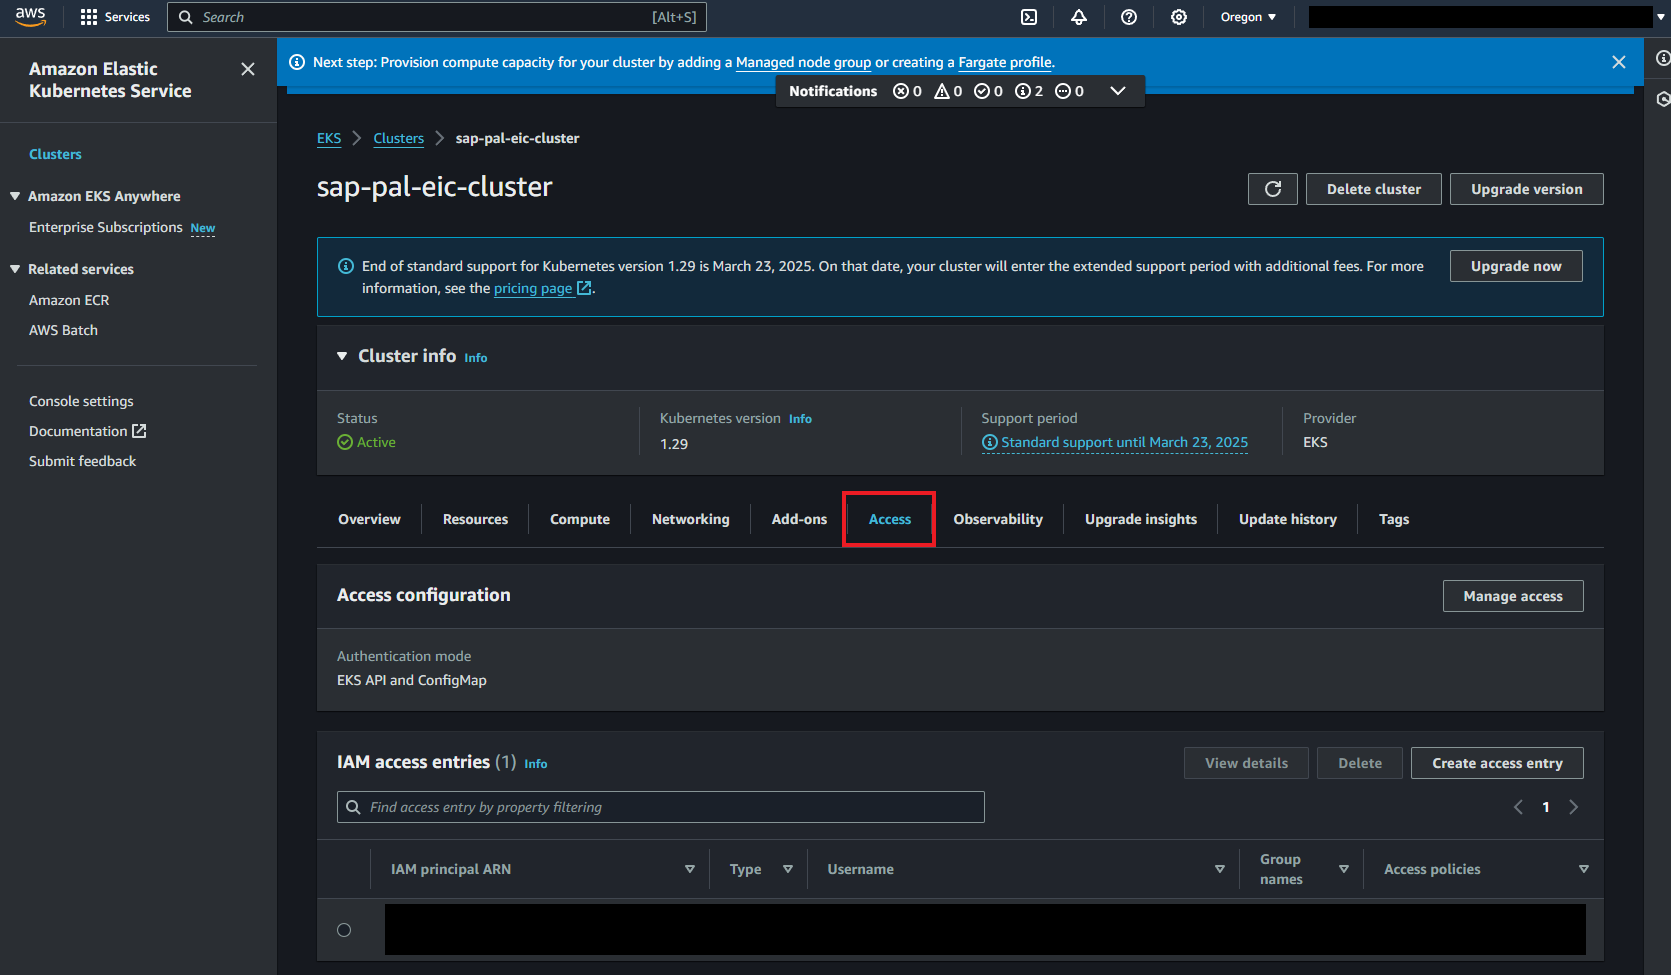 aws
Services
Search
[Alt+S]
Oregon
Amazon Elastic
Kubernetes Service
Clusters
Amazon EKS Anywhere
Enterprise Subscriptions New
Related services
Amazon ECR
AWS Batch
Console settings
Documentation
Submit feedback
Next step: Provision compute capacity for your cluster by adding a Managed node group or creating a Fargate profile.
Notifications 0 0 0 2 0
EKS Clusters sap-pal-eic-cluster
sap-pal-eic-cluster
Delete cluster
Upgrade version
End of standard support for Kubernetes version 1.29 is March 23, 2025. On that date, your cluster will enter the extended support period with additional fees. For more
information, see the pricing page.
Upgrade now
Cluster info Info
Status
Active
Kubernetes version Info
1.29
Support period
Standard support until March 23, 2025
Provider
EKS
Overview
Resources
Compute
Networking
Add-ons
Access
Observability
Upgrade insights
Update history
Tags
Access configuration
Manage access
Authentication mode
EKS API and ConfigMap
IAM access entries (1) Info
View details
Delete
Create access entry
Find access entry by property filtering
1
IAM principal ARN
Type
Username
Group
names
Access policies